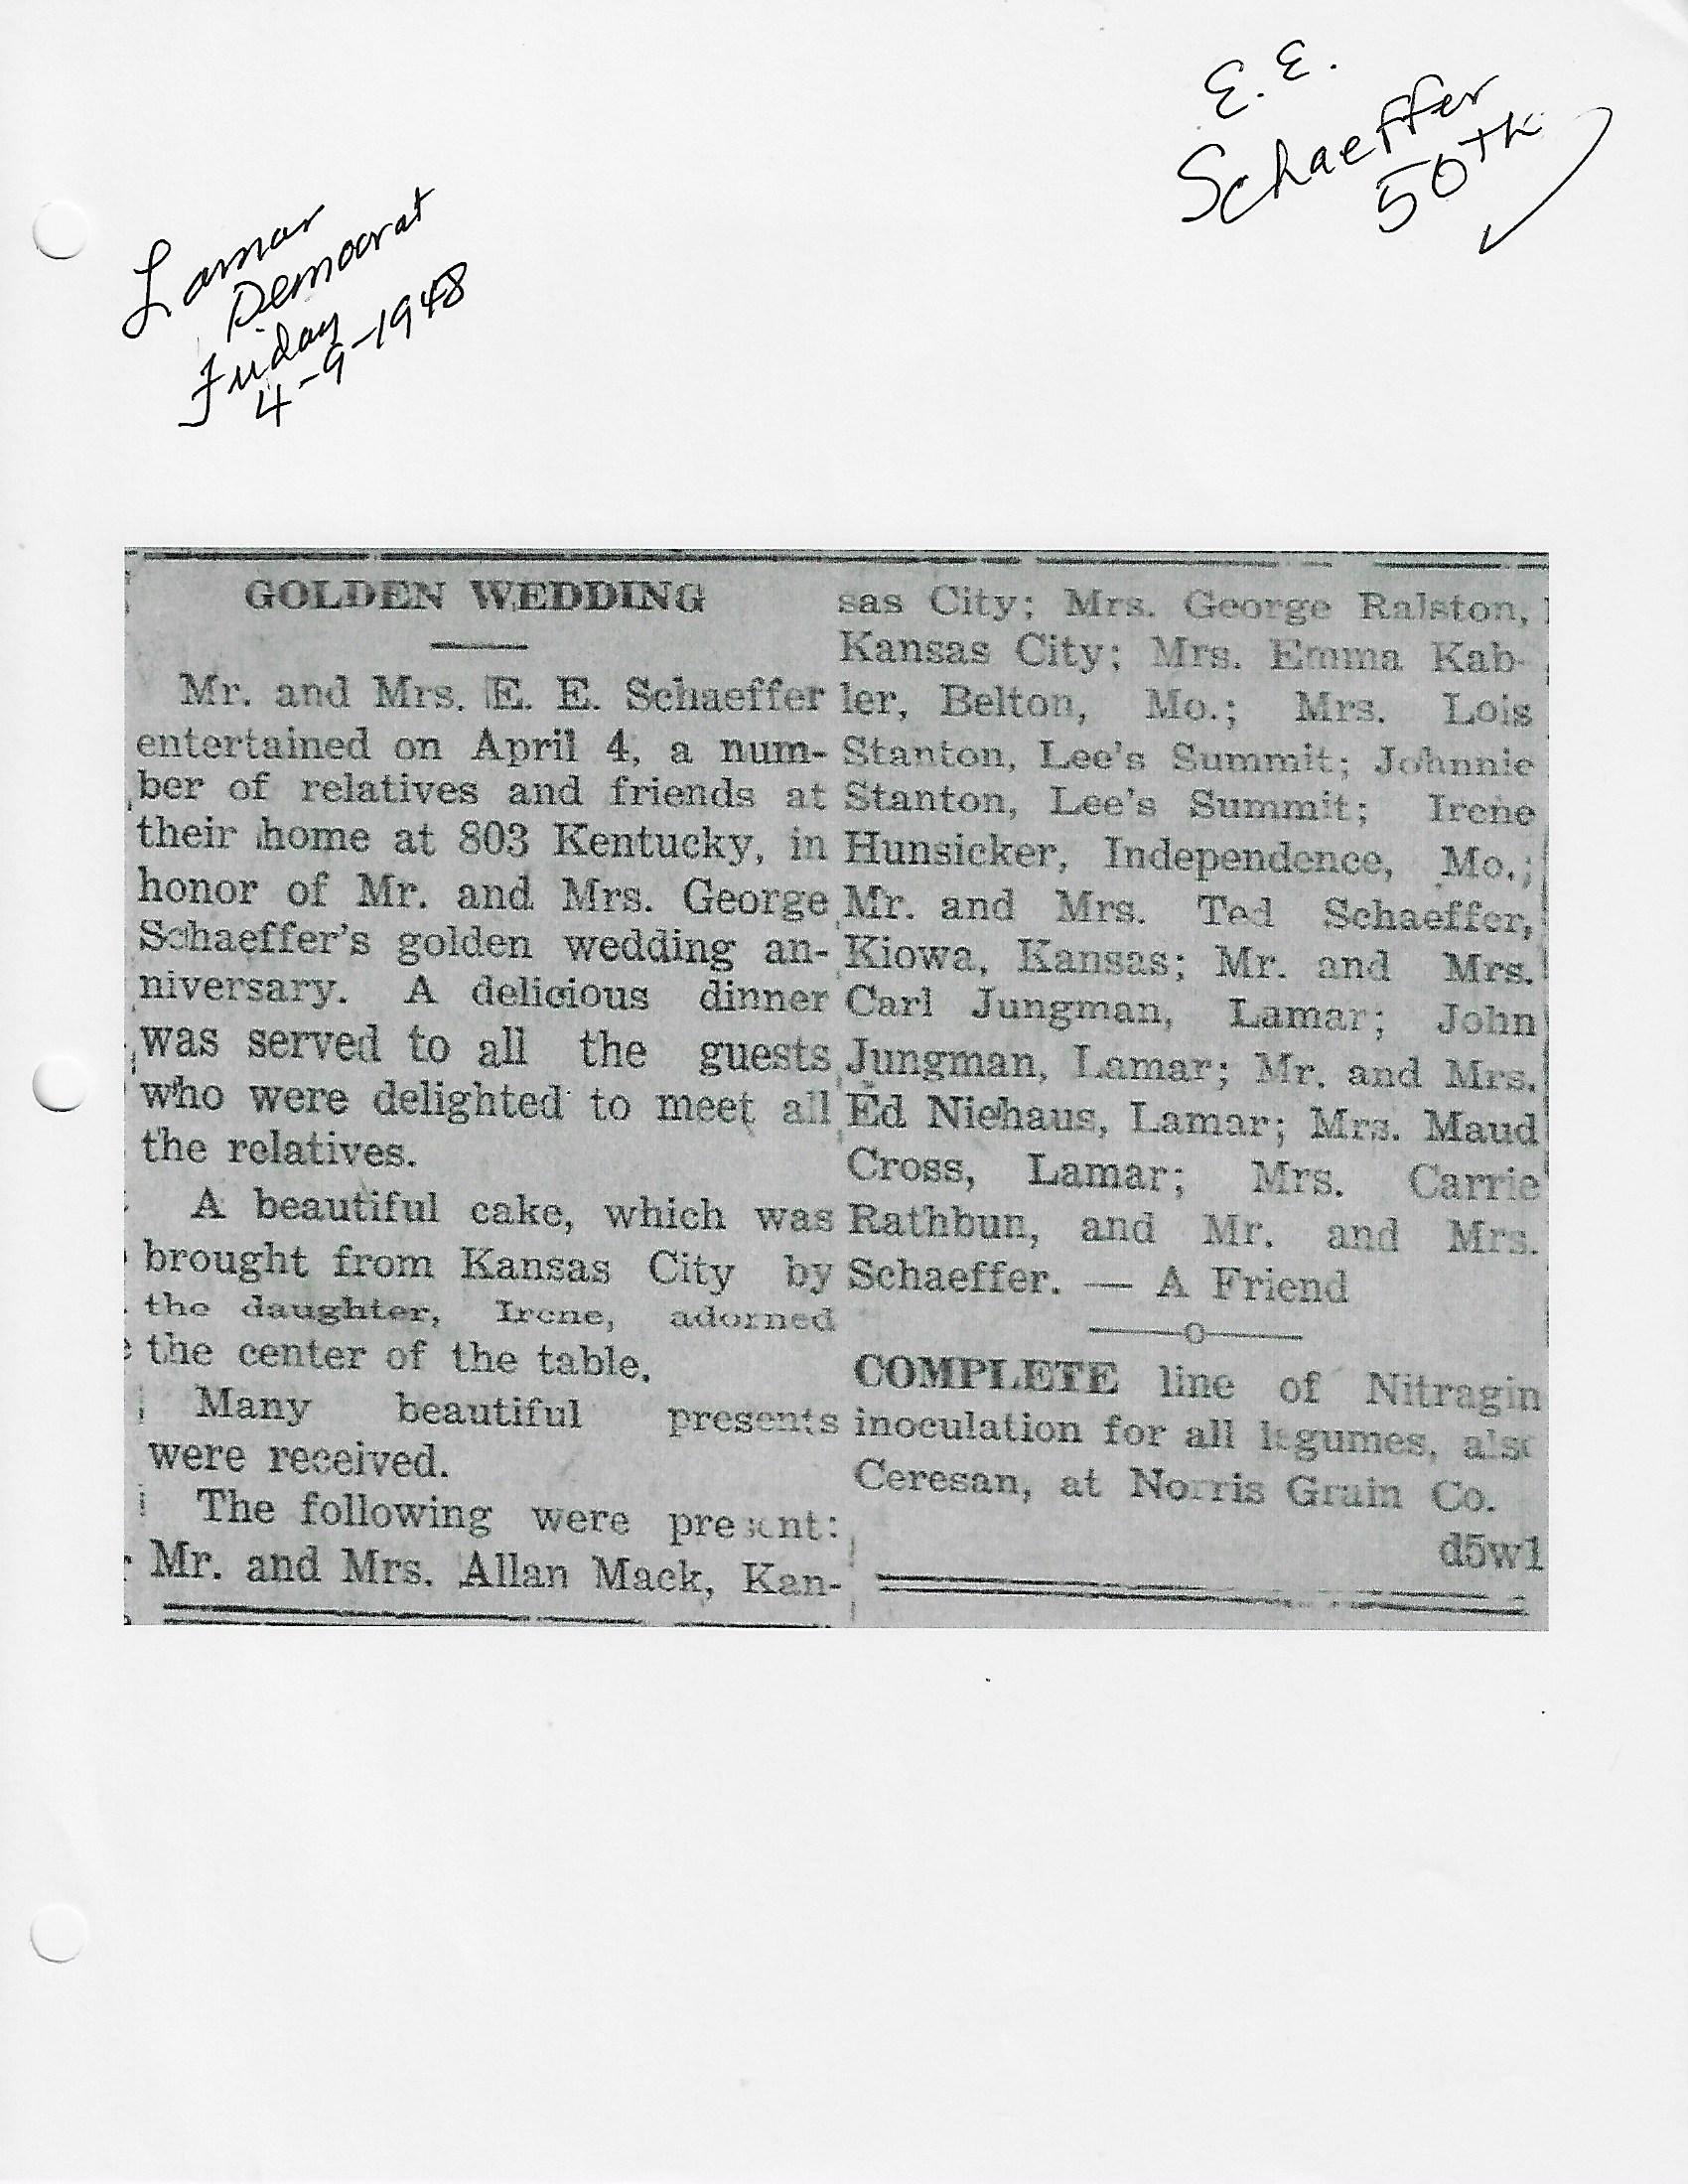 E. E.
Schaeffer
50th
Lamar
Democrat
Friday
4-9-1948
GOLDEN WEDDING
Mr. and Mrs. E. E. Schaeffer
entertained on April 4, a num-
ber of relatives and friends at
their home at 803 Kentucky, in
honor of Mr. and Mrs. George
Schaeffer's golden wedding an-
niversary. A delicious dinner
was served to all the guests
who were delighted to meet all
the relatives.
A beautiful cake, which was
brought from Kansas City by
the daughter, Irene, adorned
the center of the table.
Many beautiful presents
were received.
The following were present:
Mr. and Mrs. Allan Mack, Kan-
sas City; Mrs. George Ralston,
Kansas City; Mrs. Emma Kab-
ler, Belton, Mo.; Mrs. Lois
Stanton, Lee's Summit; Johnnie
Stanton, Lee's Summit; Irene
Hunsicker, Independence, Mo.;
Mr. and Mrs. Ted Schaeffer,
Kiowa, Kansas; Mr. and Mrs.
Carl Jungman, Lamar; John
Jungman, Lamar; Mr. and Mrs.
Ed Niehaus, Lamar; Mrs. Maud
Cross, Lamar; Mrs. Carrie
Rathbun, and Mr. and Mrs.
Schaeffer. — A Friend
——o——
COMPLETE line of Nitragin
inoculation for all legumes, also
Ceresan, at Norris Grain Co.
d5w1